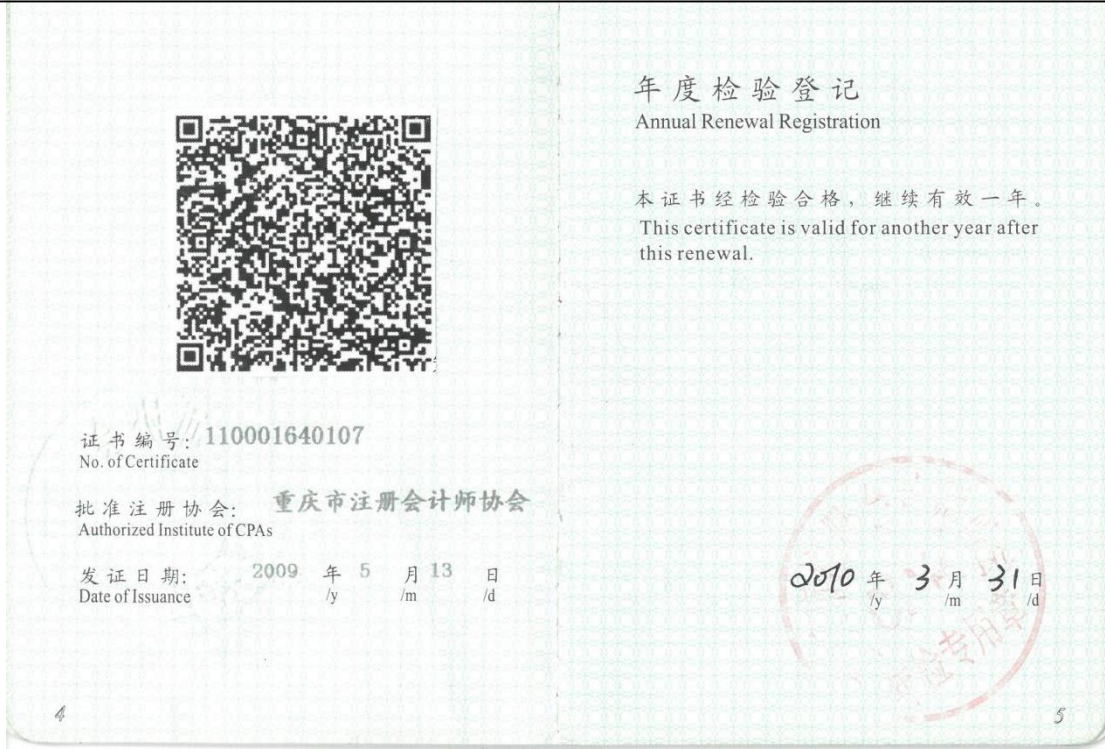 证书编号: 110001640107
No. of Certificate
批准注册协会: 重庆市注册会计师协会
Authorized Institute of CPAs
发证日期: 2009 年 5 月 13 日
Date of Issuance /y /m /d
4
年度检验登记
Annual Renewal Registration
本证书经检验合格，继续有效一年。
This certificate is valid for another year after
this renewal.
2010 年 3 月 31 日
/y /m /d
专用章
5